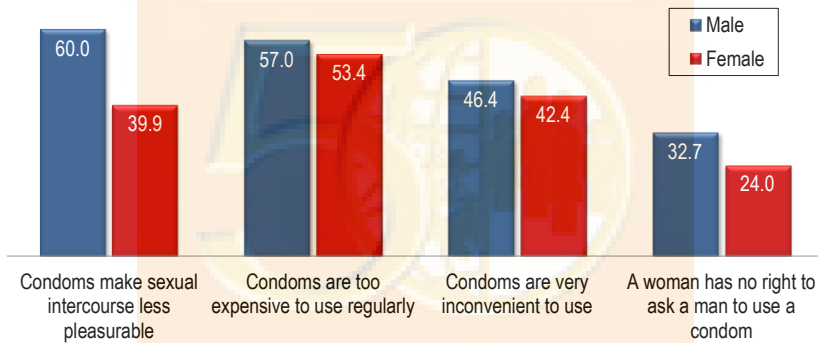 Male
Female
60.0
39.9
57.0
53.4
46.4
42.4
32.7
24.0
Condoms make sexual
intercourse less
pleasurable
Condoms are too
expensive to use regularly
Condoms are very
inconvenient to use
A woman has no right to
ask a man to use a
condom